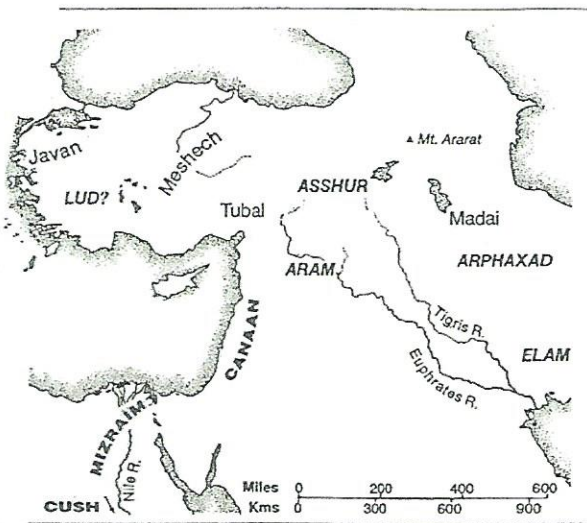 Mt. Ararat
Javan
Meshech
ASSHUR
LUD?
Tubal
Madai
ARAM
ARPHAXAD
CANAAN
Tigris R.
ELAM
Euphrates R.
MIZRAIM
Nile R.
CUSH
Miles 0 200 400 600
Kms 0 300 600 900